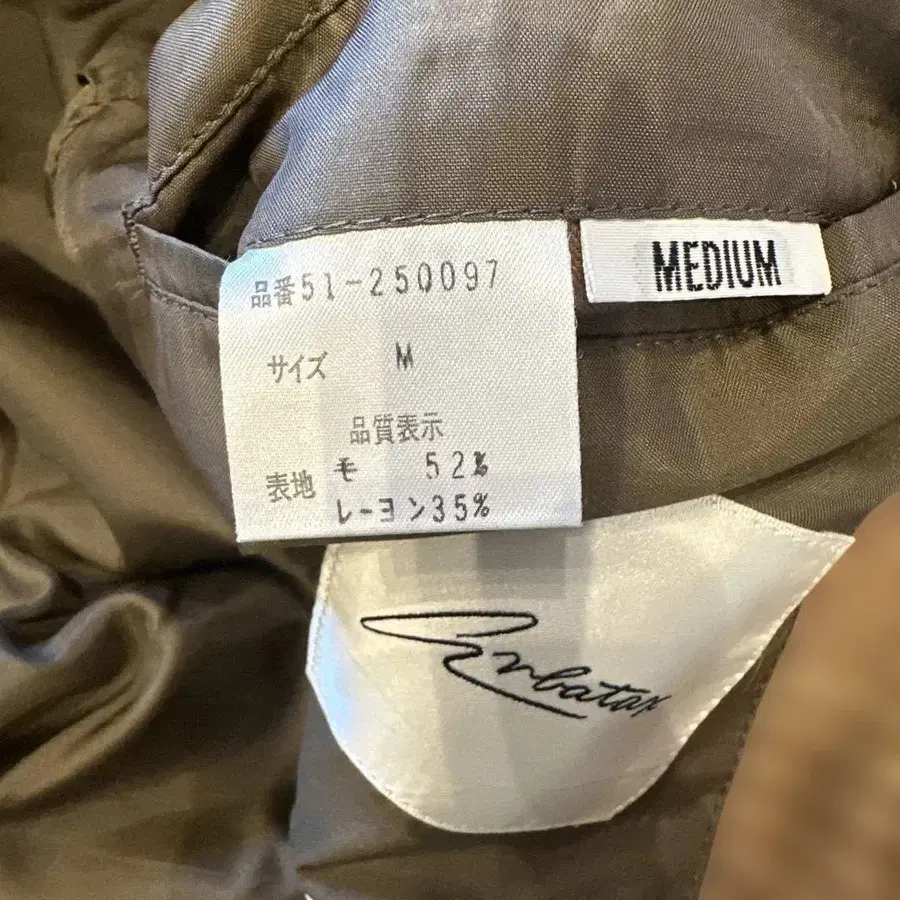 品番51-250097
MEDIUM
サイズ M
品質表示
表地 モ 52%
レーヨン35%